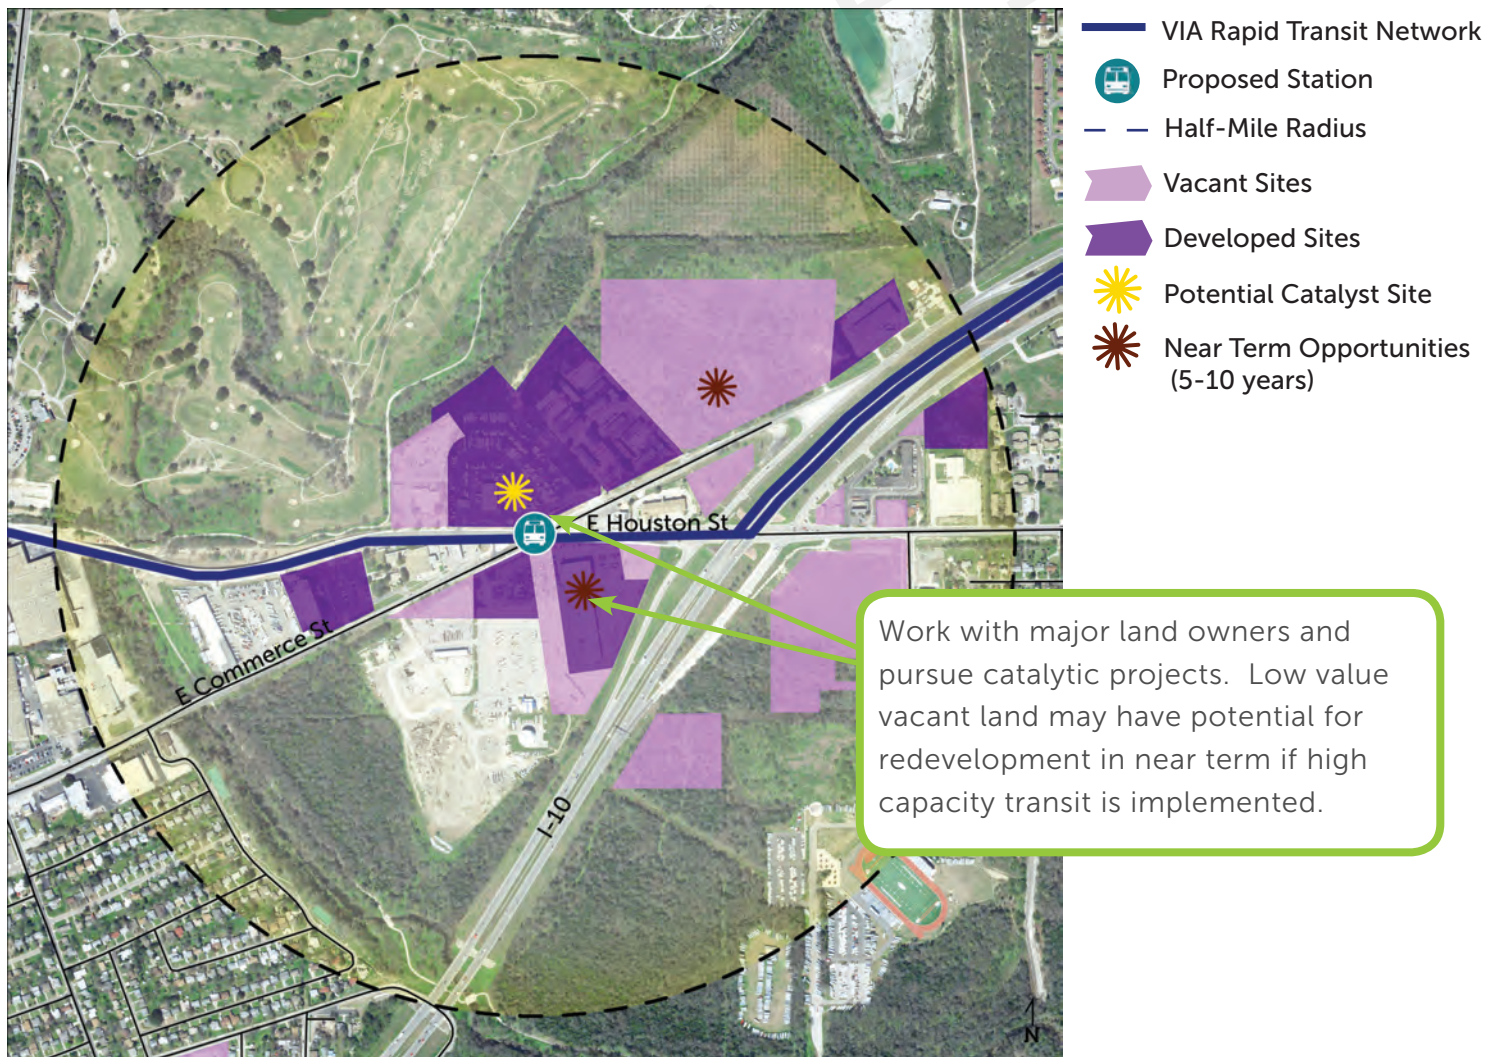 VIA Rapid Transit Network
Proposed Station
Half-Mile Radius
Vacant Sites
Developed Sites
Potential Catalyst Site
Near Term Opportunities
(5-10 years)
E Houston St
E Commerce St
I-10
Work with major land owners and
pursue catalytic projects.  Low value
vacant land may have potential for
redevelopment in near term if high
capacity transit is implemented.
N